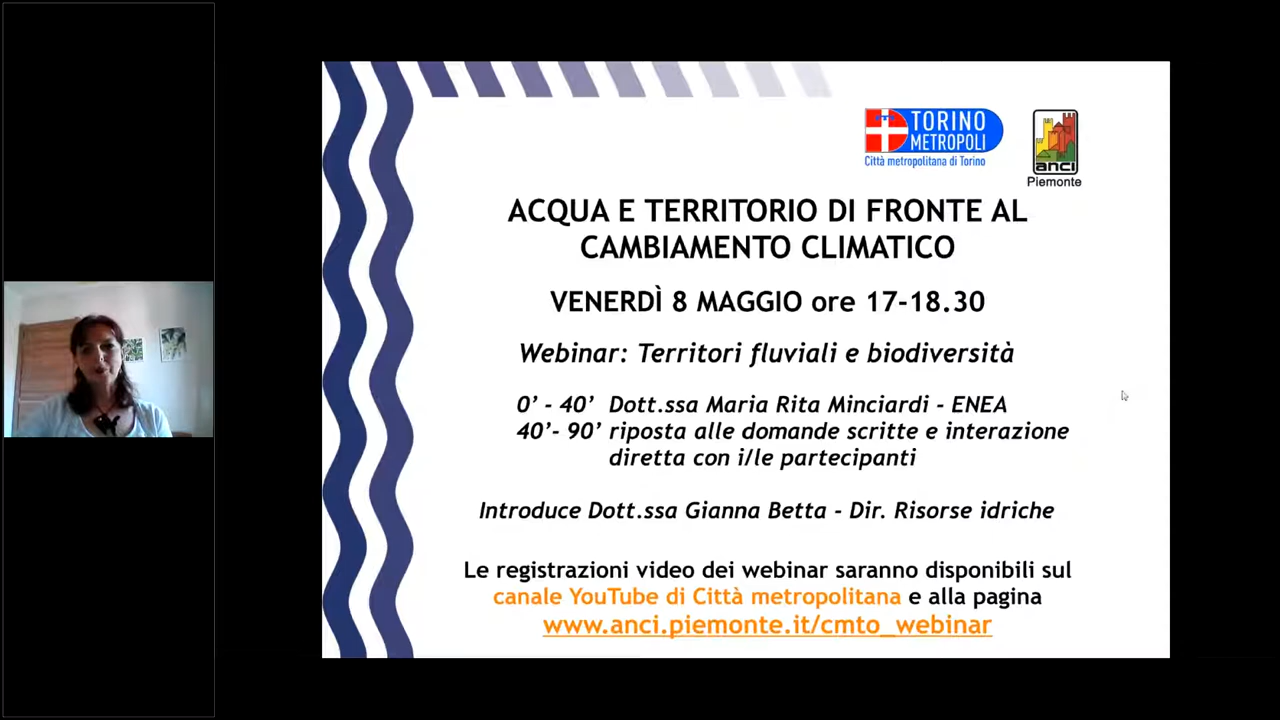 TORINO
METROPOLI
Città metropolitana di Torino
anci
Piemonte
ACQUA E TERRITORIO DI FRONTE AL
CAMBIAMENTO CLIMATICO
VENERDÌ 8 MAGGIO ore 17-18.30
Webinar: Territori fluviali e biodiversità
0’ - 40’ Dott.ssa Maria Rita Minciardi - ENEA
40’- 90’ riposta alle domande scritte e interazione
diretta con i/le partecipanti
Introduce Dott.ssa Gianna Betta - Dir. Risorse idriche
Le registrazioni video dei webinar saranno disponibili sul
canale YouTube di Città metropolitana e alla pagina
www.anci.piemonte.it/cmto_webinar